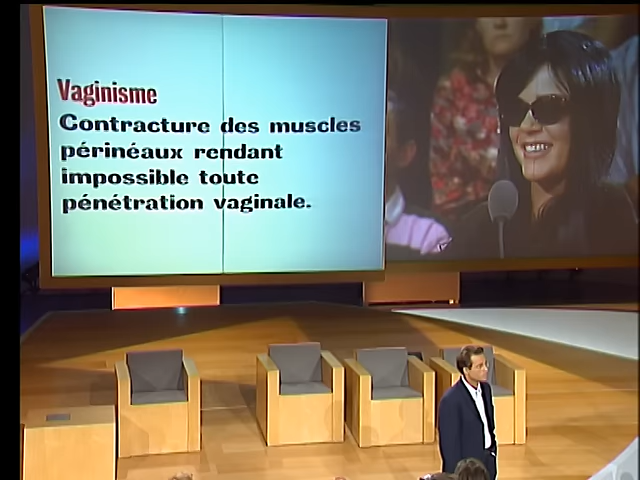 Vaginisme
Contracture des muscles
périnéaux rendant
impossible toute
pénétration vaginale.